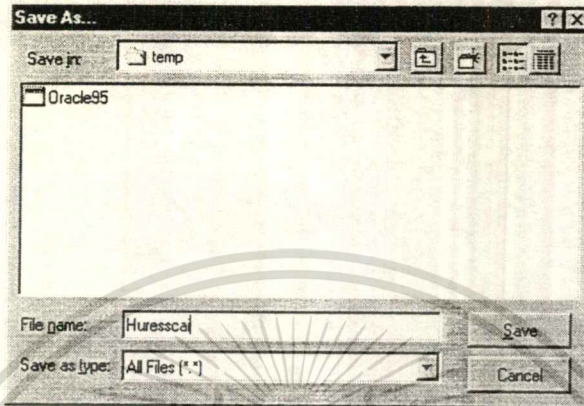 Save As...
Save in: temp
Oracle95
File name: Huresscai
Save
Save as type: All Files (*.*)
Cancel